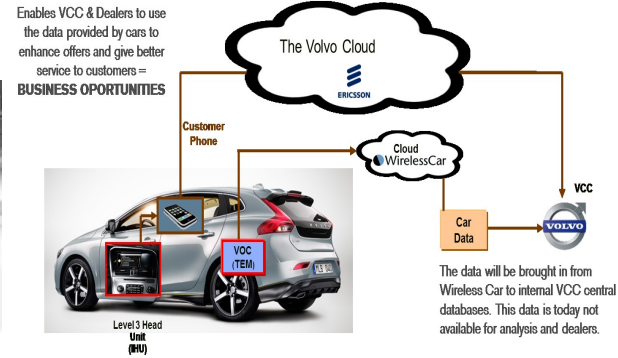 Enables VCC & Dealers to use
the data provided by cars to
enhance offers and give better
service to customers =
BUSINESS OPORTUNITIES
The Volvo Cloud
ERICSSON
Customer
Phone
Cloud
WirelessCar
VCC
VOLVO
Car
Data
VOC
(TEM)
The data will be brought in from
Wireless Car to internal VCC central
databases. This data is today not
available for analysis and dealers.
Level 3 Head
Unit
(IHU)